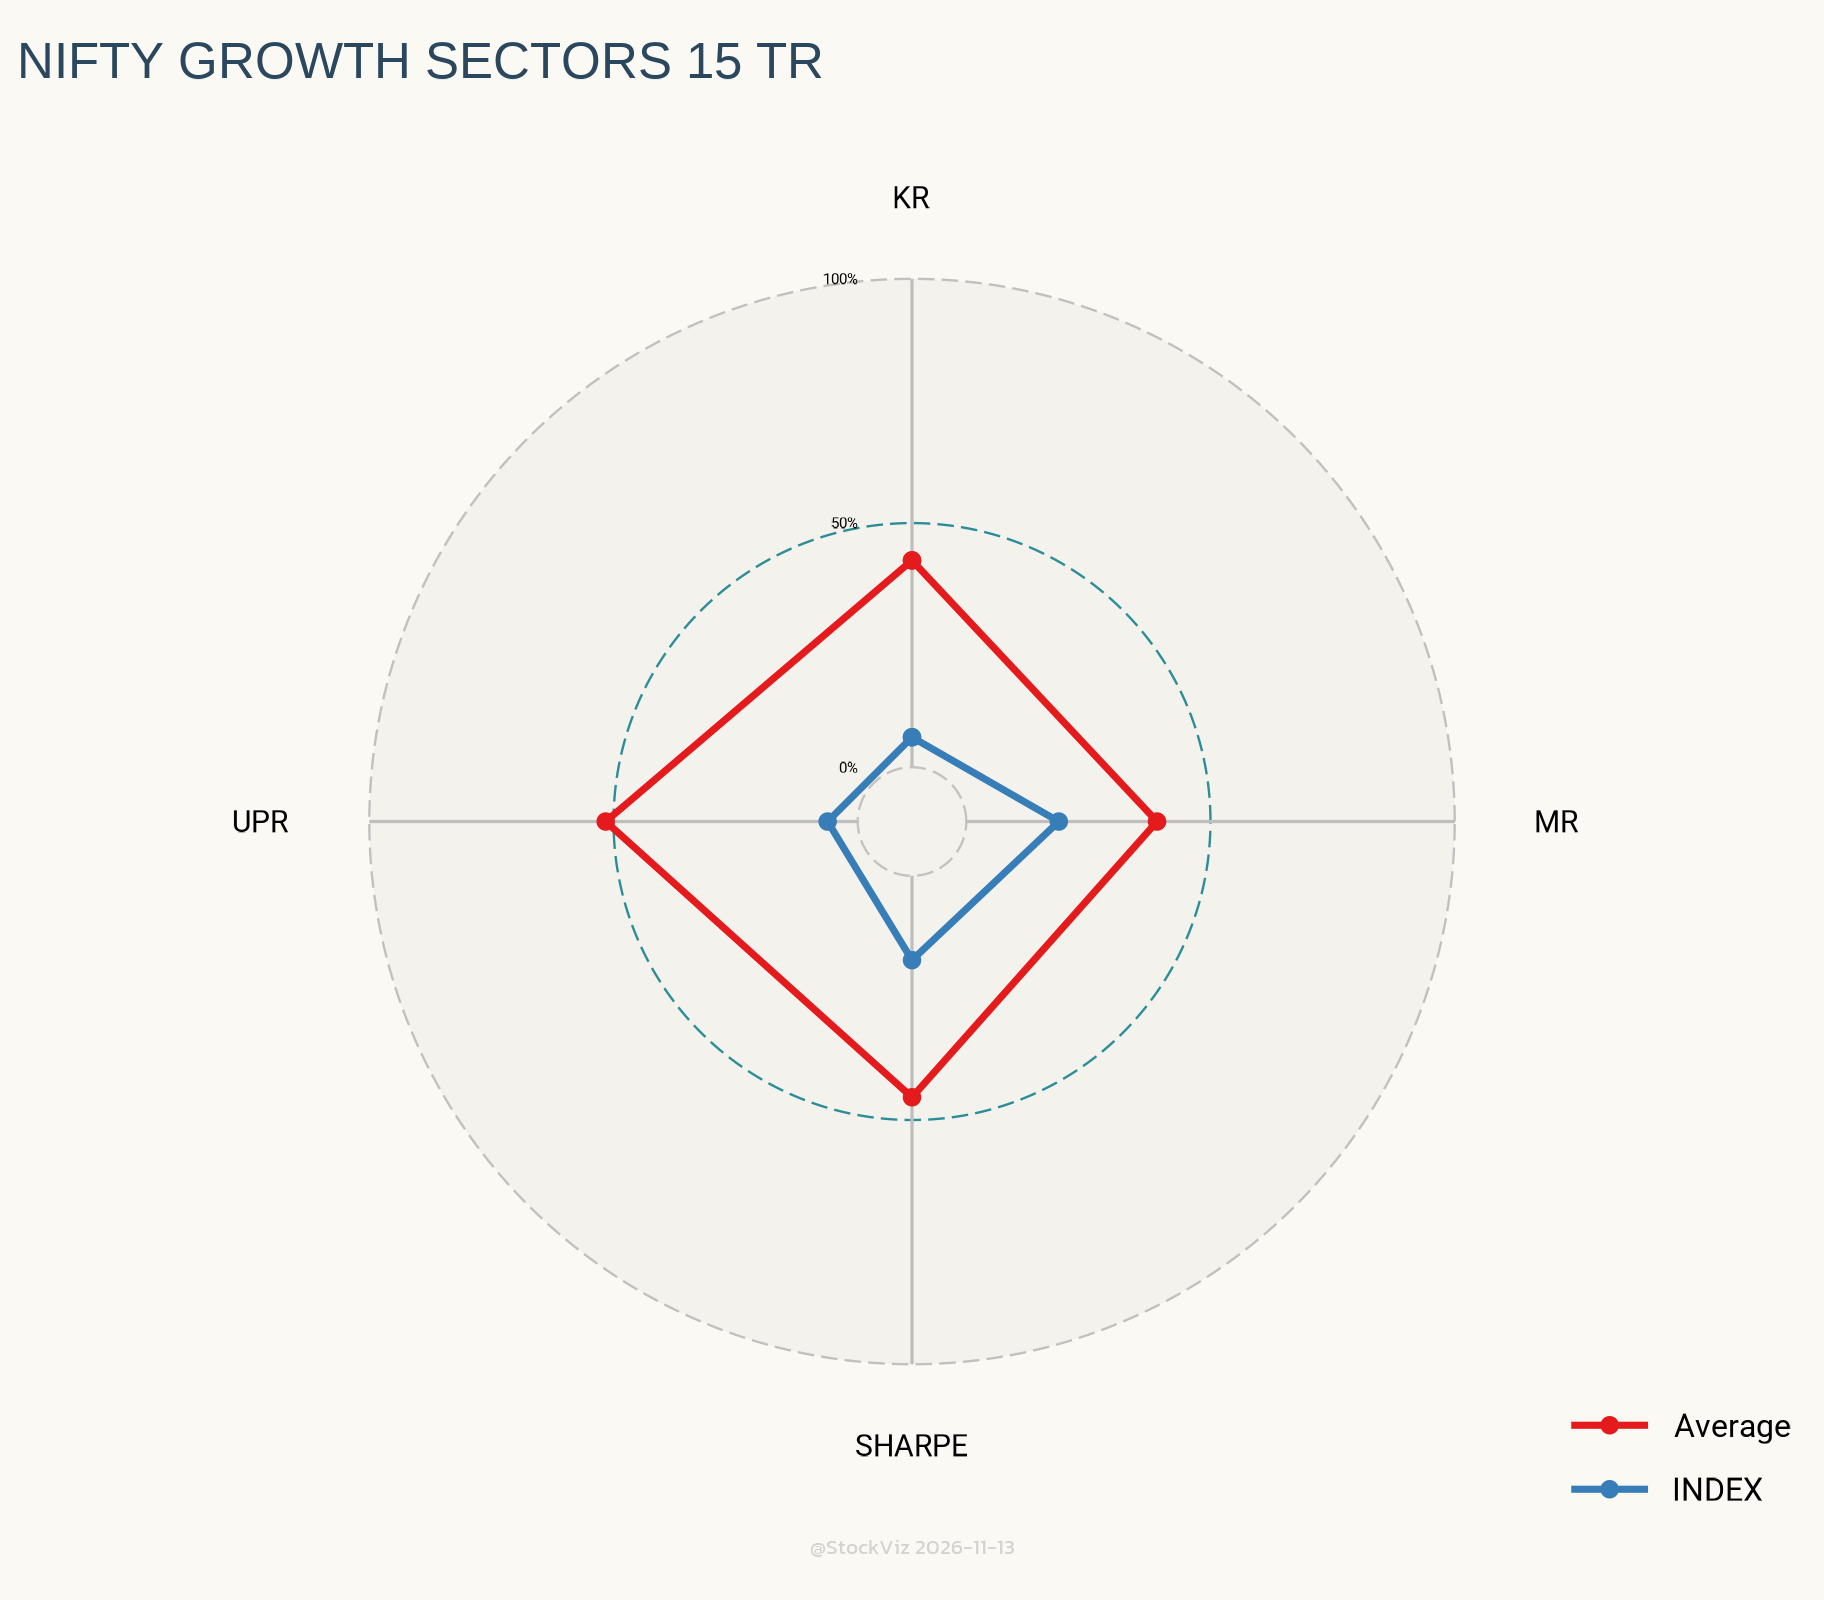 NIFTY GROWTH SECTORS 15 TR
KR
100%
50%
0%
UPR
MR
SHARPE
Average
INDEX
@StockViz 2026-11-13